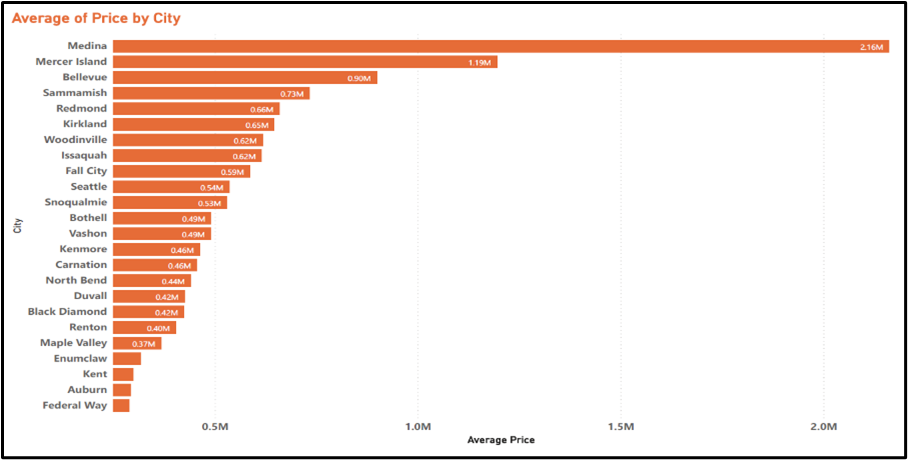 Average of Price by City
Medina 2.16M
Mercer Island 1.19M
Bellevue 0.90M
Sammamish 0.73M
Redmond 0.66M
Kirkland 0.65M
Woodinville 0.62M
Issaquah 0.62M
Fall City 0.59M
Seattle 0.54M
Snoqualmie 0.53M
Bothell 0.49M
Vashon 0.49M
Kenmore 0.46M
Carnation 0.46M
North Bend 0.44M
Duvall 0.42M
Black Diamond 0.42M
Renton 0.40M
Maple Valley 0.37M
Enumclaw
Kent
Auburn
Federal Way
City
0.5M 1.0M 1.5M 2.0M
Average Price